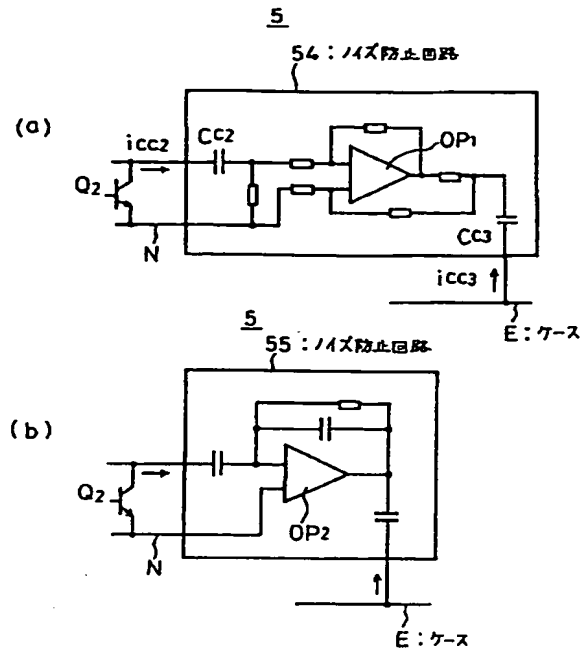 5
54:ノイズ防止回路
(a)
icc2
Cc2
OP1
Q2
N
Cc3
icc3
E:ケース
5
55:ノイズ防止回路
(b)
Q2
OP2
N
E:ケース